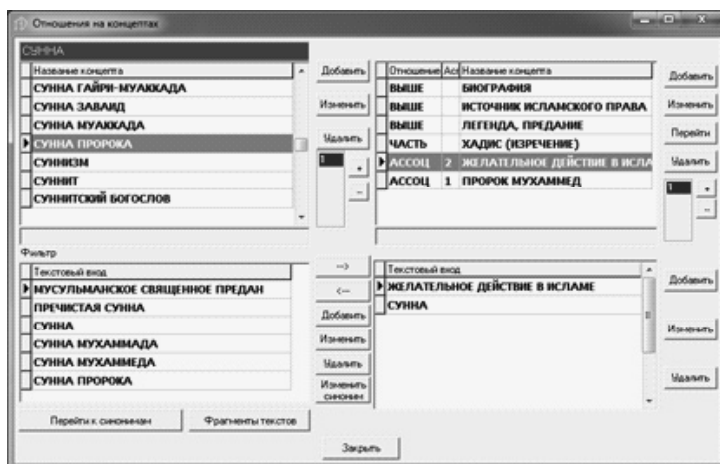 Отношения на концептах
СУННА
Название концепта
СУННА ГАЙРИ-МУАККАДА
СУННА ЗАВАИД
СУННА МУАККАДА
СУННА ПРОРОКА
СУННИЗМ
СУННИТ
СУННИТСКИЙ БОГОСЛОВ
Добавить
Изменить
Удалить
1
+
-
Отношение Асп Название концепта
ВЫШЕ БИОГРАФИЯ
ВЫШЕ ИСТОЧНИК ИСЛАМСКОГО ПРАВА
ВЫШЕ ЛЕГЕНДА, ПРЕДАНИЕ
ЧАСТЬ ХАДИС (ИЗРЕЧЕНИЕ)
АССОЦ 2 ЖЕЛАТЕЛЬНОЕ ДЕЙСТВИЕ В ИСЛА
АССОЦ 1 ПРОРОК МУХАММЕД
Добавить
Изменить
Перейти
Удалить
1
+
-
Фильтр
Текстовый вход
МУСУЛЬМАНСКОЕ СВЯЩЕННОЕ ПРЕДАН
ПРЕЧИСТАЯ СУННА
СУННА
СУННА МУХАММАДА
СУННА МУХАММЕДА
СУННА ПРОРОКА
-->
<--
Добавить
Изменить
Удалить
Изменить
синоним
Текстовый вход
ЖЕЛАТЕЛЬНОЕ ДЕЙСТВИЕ В ИСЛАМЕ
СУННА
Добавить
Изменить
Удалить
Перейти к синонимам
Фрагменты текстов
Закрыть